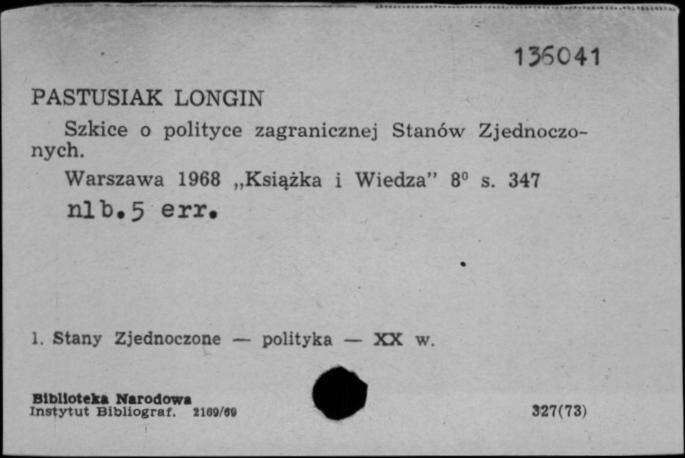 136041
PASTUSIAK LONGIN
Szkice o polityce zagranicznej Stanów Zjednoczo-
nych.
Warszawa 1968 „Książka i Wiedza” 8⁰ s. 347
nlb.5 err.
1. Stany Zjednoczone — polityka — XX w.
Biblioteka Narodowa
Instytut Bibliograf. 2169/69
327(73)